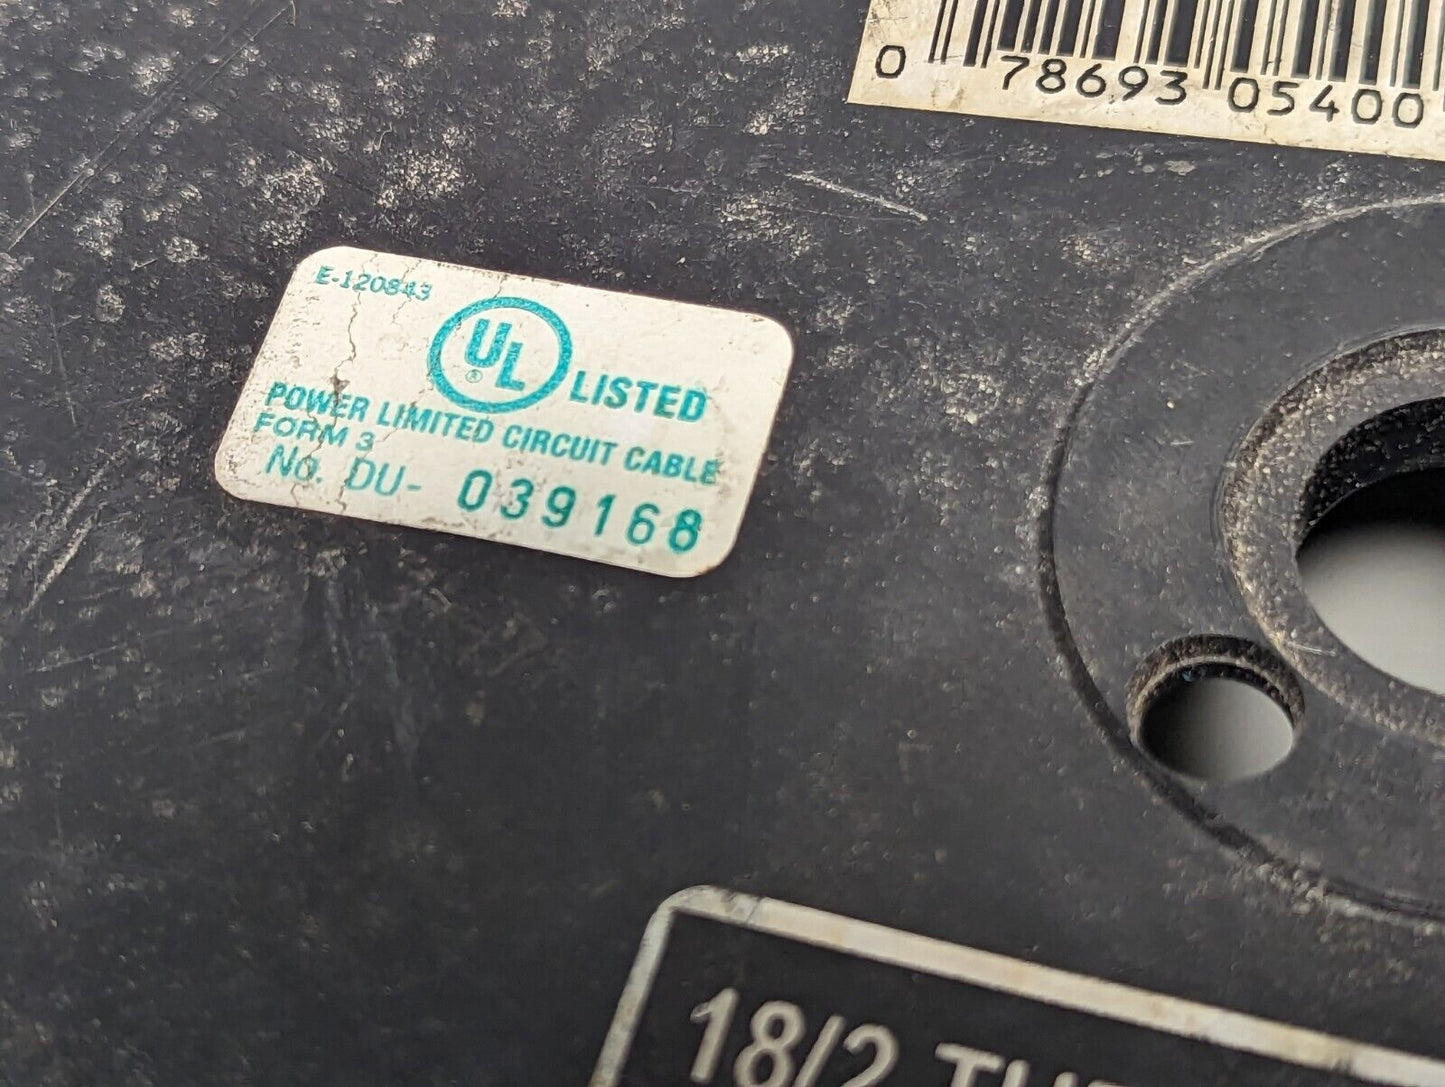 0 78693 05400
E-120843
UL ® LISTED
POWER LIMITED CIRCUIT CABLE
FORM 3
No. DU- 039168
18/2